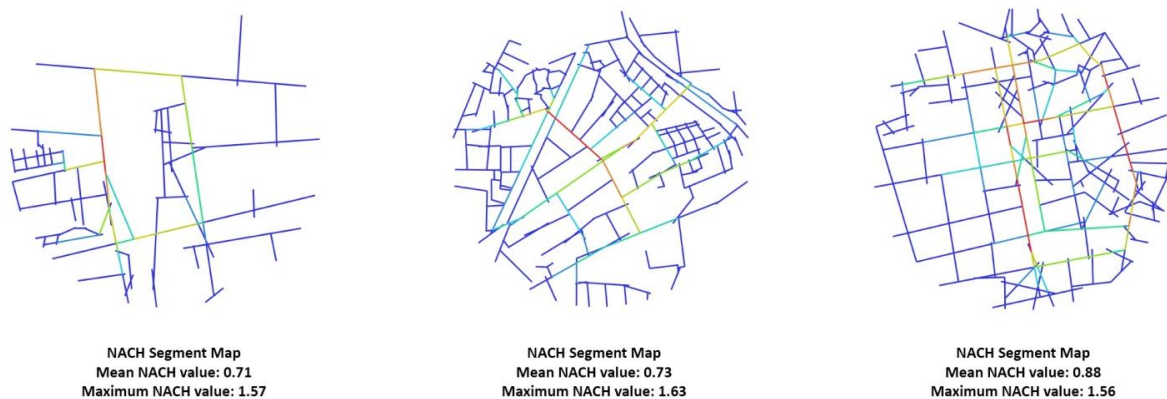 NACH Segment Map
Mean NACH value: 0.71
Maximum NACH value: 1.57
NACH Segment Map
Mean NACH value: 0.73
Maximum NACH value: 1.63
NACH Segment Map
Mean NACH value: 0.88
Maximum NACH value: 1.56